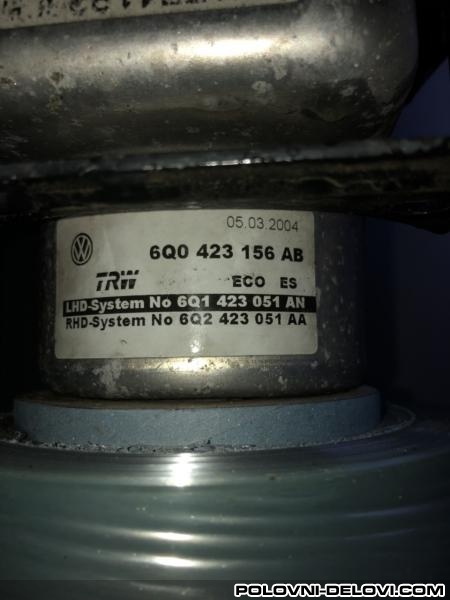 05.03.2004
6Q0 423 156 AB
TRW ECO ES
LHD-System No 6Q1 423 051 AN
RHD-System No 6Q2 423 051 AA
POLOVNI-DELOVI.COM